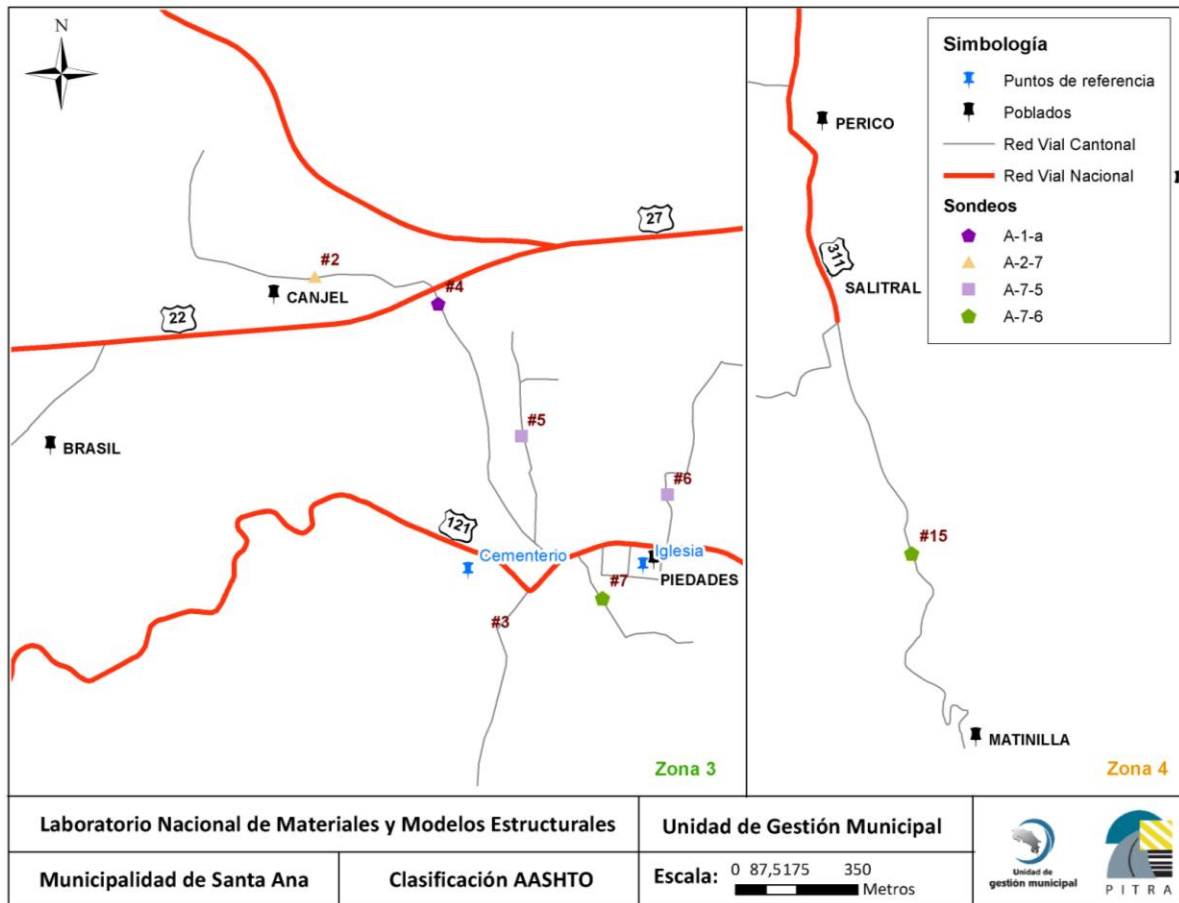 N
27
#2
CANJEL
#4
22
#5
BRASIL
#6
121
Cementerio
Iglesia
PIEDADES
#7
#3
Zona 3
PERICO
311
SALITRAL
#15
MATINILLA
Zona 4
Simbología
Puntos de referencia
Poblados
Red Vial Cantonal
Red Vial Nacional
Sondeos
A-1-a
A-2-7
A-7-5
A-7-6
Laboratorio Nacional de Materiales y Modelos Estructurales
Unidad de Gestión Municipal
Municipalidad de Santa Ana
Clasificación AASHTO
Escala: 0 87,5175 350
Metros
Unidad de
gestión municipal
PITRA